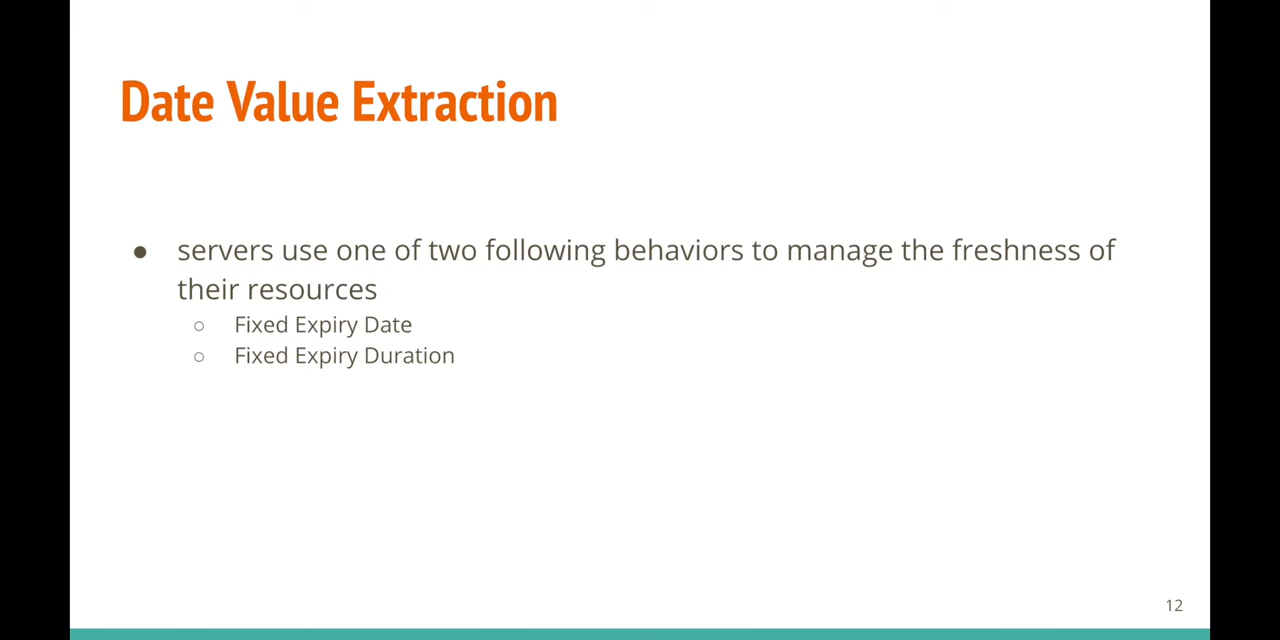 Date Value Extraction
● servers use one of two following behaviors to manage the freshness of
their resources
○ Fixed Expiry Date
○ Fixed Expiry Duration
12